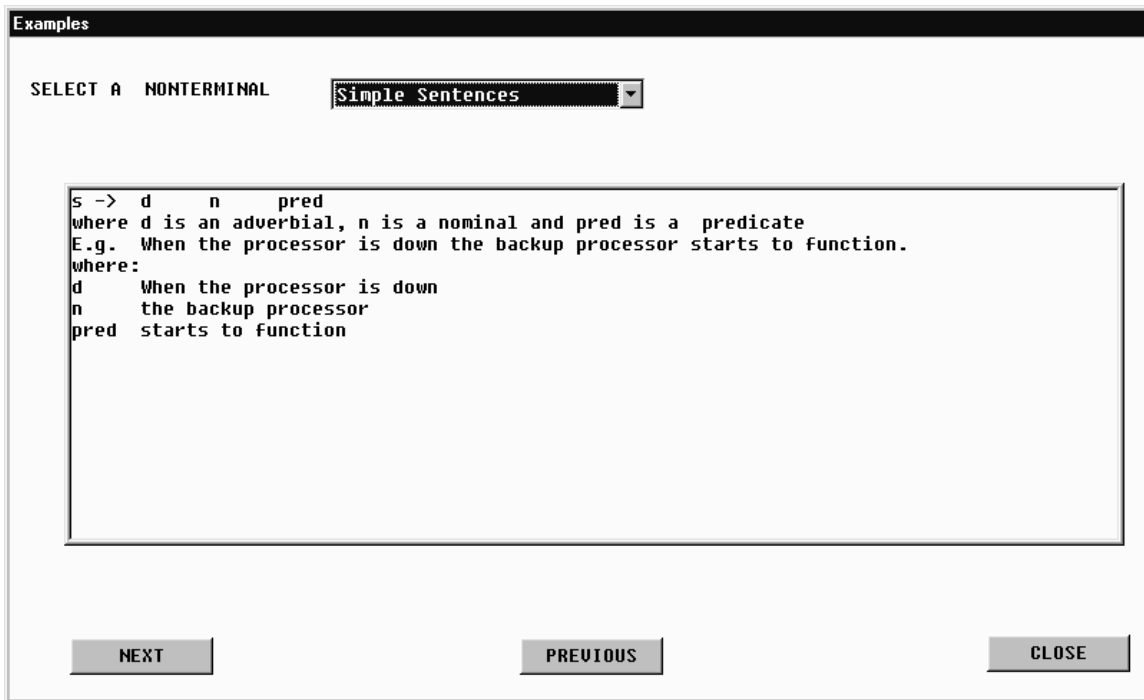 Examples
SELECT A NONTERMINAL Simple Sentences
s -> d n pred
where d is an adverbial, n is a nominal and pred is a predicate
E.g. When the processor is down the backup processor starts to function.
where:
d When the processor is down
n the backup processor
pred starts to function
NEXT PREVIOUS CLOSE